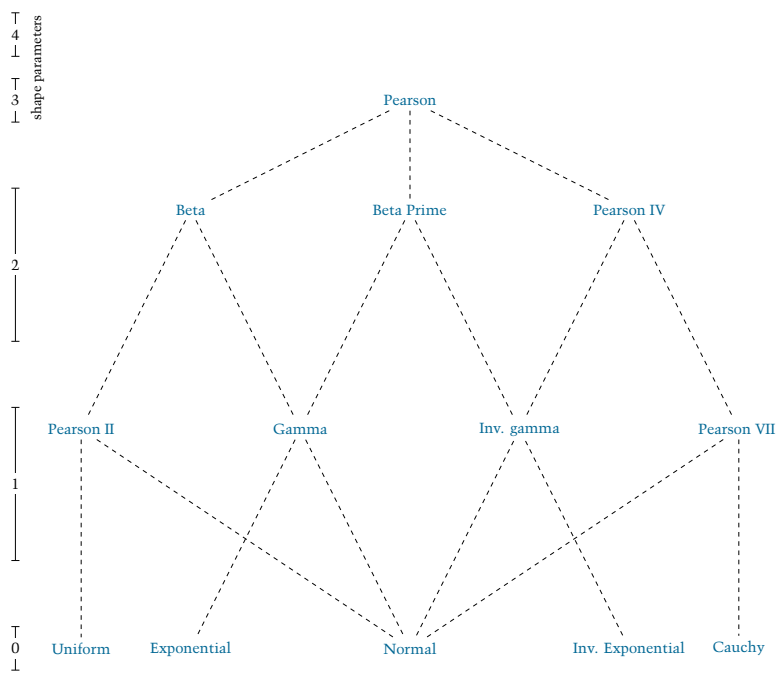 4
shape parameters
3
Pearson
Beta
Beta Prime
Pearson IV
2
Pearson II
Gamma
Inv. gamma
Pearson VII
1
0
Uniform
Exponential
Normal
Inv. Exponential
Cauchy